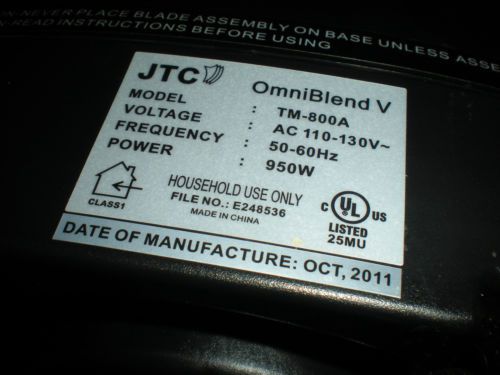 -NEVER PLACE BLADE ASSEMBLY ON BASE UNLESS
-READ INSTRUCTIONS BEFORE USING
JTC OmniBlend V
MODEL : TM-800A
VOLTAGE : AC 110-130V~
FREQUENCY : 50-60Hz
POWER : 950W
CLASS1
HOUSEHOLD USE ONLY
FILE NO.: E248536
MADE IN CHINA
C UL US
LISTED
25MU
DATE OF MANUFACTURE: OCT, 2011